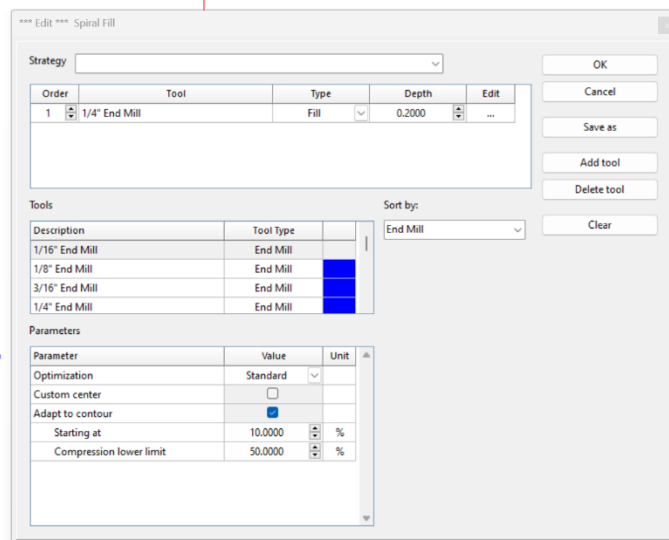 *** Edit *** Spiral Fill
Strategy
OK
Order Tool Type Depth Edit
Cancel
1 1/4" End Mill Fill 0.2000 ...
Save as
Add tool
Delete tool
Tools Sort by:
Description Tool Type
End Mill
Clear
1/16" End Mill End Mill
1/8" End Mill End Mill
3/16" End Mill End Mill
1/4" End Mill End Mill
Parameters
Parameter Value Unit
Optimization Standard
Custom center
Adapt to contour
Starting at 10.0000 %
Compression lower limit 50.0000 %